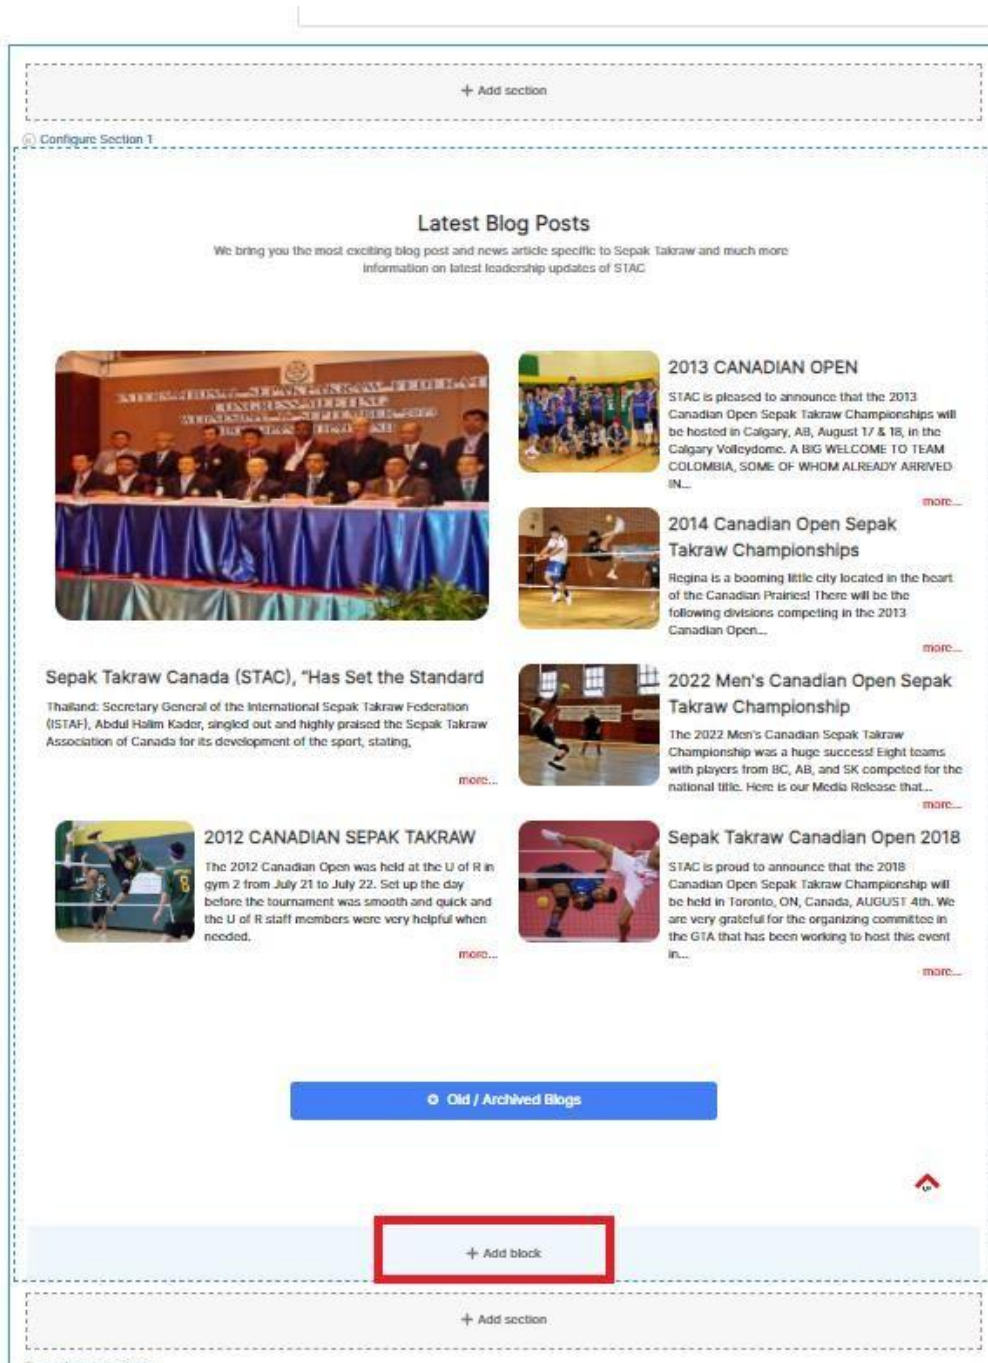 + Add section
Configure Section 1
Latest Blog Posts
We bring you the most exciting blog post and news article specific to Sepak Takraw and much more
information on latest leadership updates of STAC
INTERNATIONAL SEPAKTAKRAW FEDERATI
CONGRESS MEETING
2013 CANADIAN OPEN
STAC is pleased to announce that the 2013
Canadian Open Sepak Takraw Championships will
be hosted in Calgary, AB, August 17 & 18, in the
Calgary Volleydome. A BIG WELCOME TO TEAM
COLOMBIA, SOME OF WHOM ALREADY ARRIVED
IN...
more...
2014 Canadian Open Sepak
Takraw Championships
Regina is a booming little city located in the heart
of the Canadian Prairies! There will be the
following divisions competing in the 2013
Canadian Open...
more...
Sepak Takraw Canada (STAC), "Has Set the Standard
Thailand: Secretary General of the International Sepak Takraw Federation
(ISTAF), Abdul Halim Kader, singled out and highly praised the Sepak Takraw
Association of Canada for its development of the sport, stating,
more...
2022 Men's Canadian Open Sepak
Takraw Championship
The 2022 Men's Canadian Sepak Takraw
Championship was a huge success! Eight teams
with players from BC, AB, and SK competed for the
national title. Here is our Media Release that...
more...
2012 CANADIAN SEPAK TAKRAW
The 2012 Canadian Open was held at the U of R in
gym 2 from July 21 to July 22. Set up the day
before the tournament was smooth and quick and
the U of R staff members were very helpful when
needed.
more...
8
Sepak Takraw Canadian Open 2018
STAC is proud to announce that the 2018
Canadian Open Sepak Takraw Championship will
be held in Toronto, ON, Canada, AUGUST 4th. We
are very grateful for the organizing committee in
the GTA that has been working to host this event
in...
more...
Old / Archived Blogs
UP
+ Add block
+ Add section